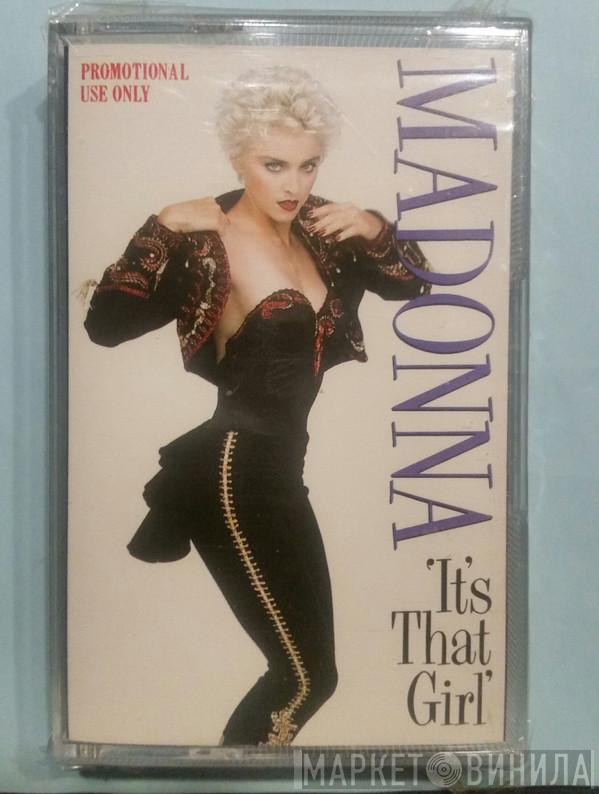 PROMOTIONAL
USE ONLY
MADONNA
'It's
That
Girl'
МАРКЕТ ВИНИЛА